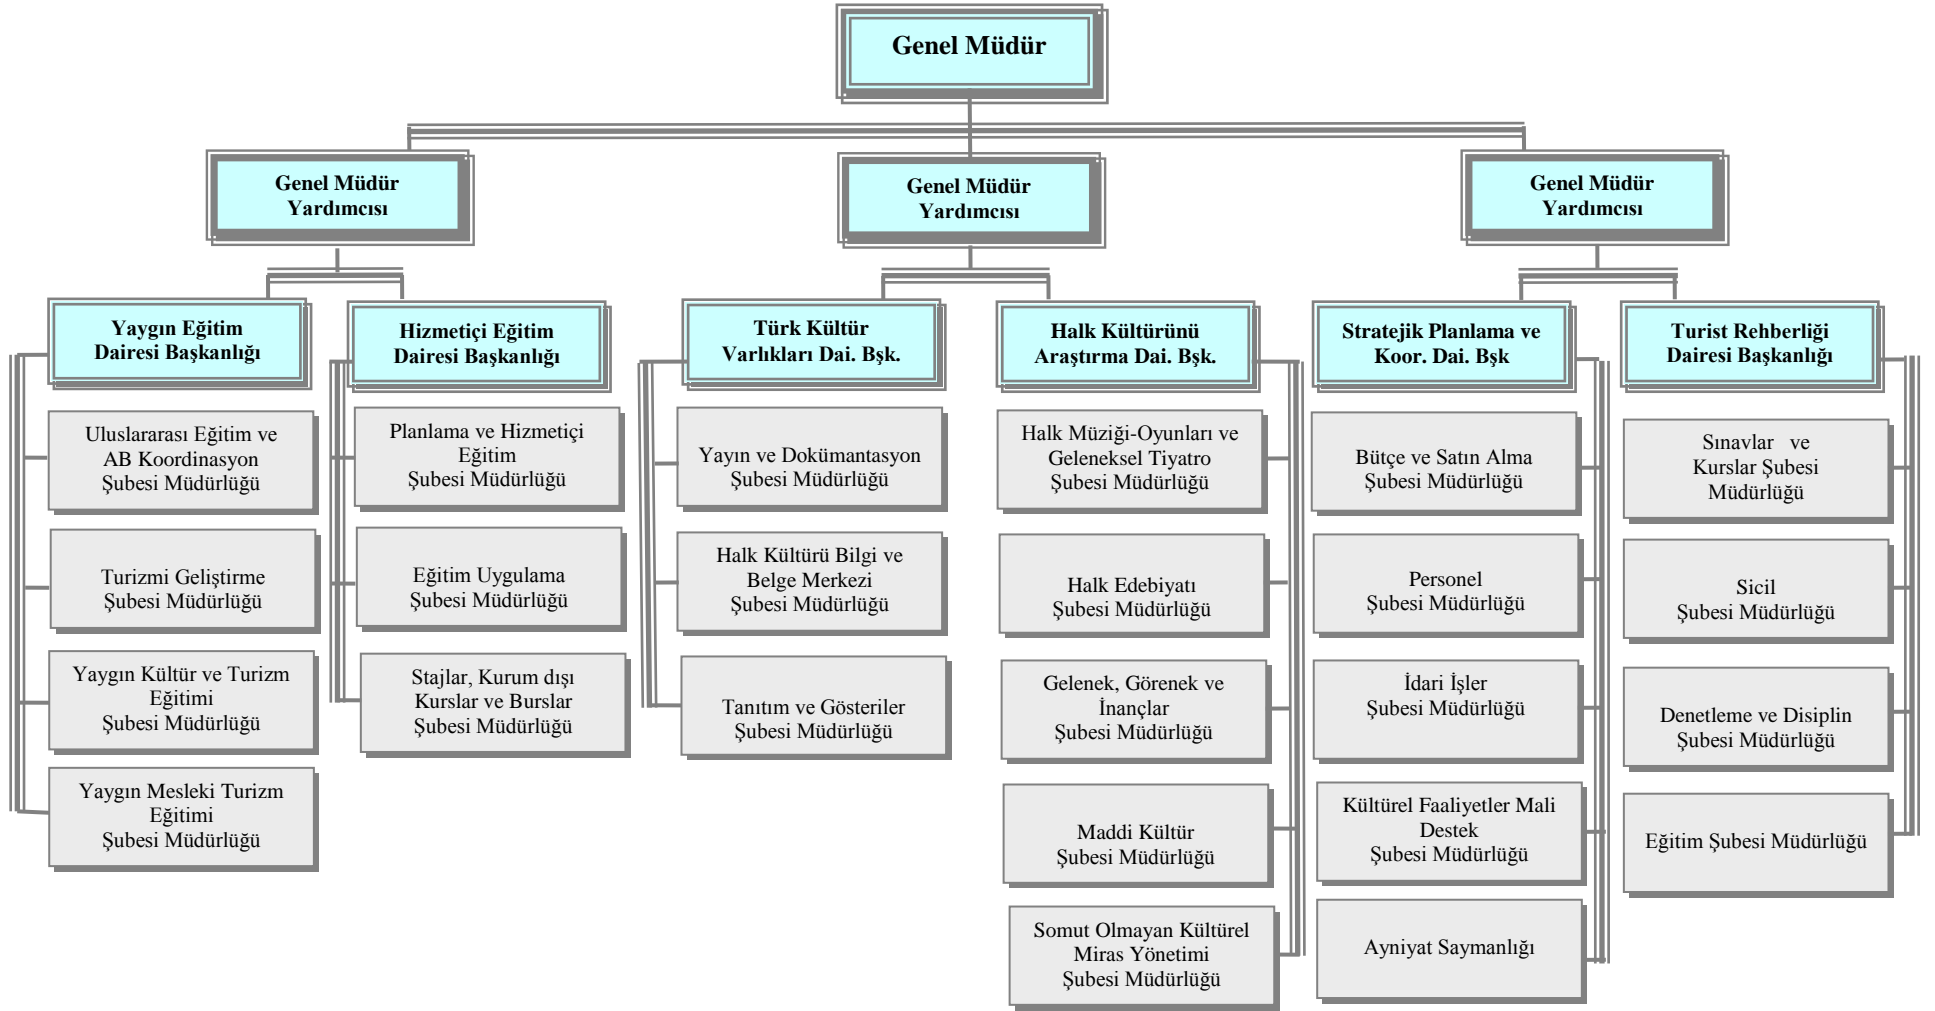 Genel Müdür
Genel Müdür
Yardımcısı
Genel Müdür
Yardımcısı
Genel Müdür
Yardımcısı
Yaygın Eğitim
Dairesi Başkanlığı
Uluslararası Eğitim ve
AB Koordinasyon
Şubesi Müdürlüğü
Turizmi Geliştirme
Şubesi Müdürlüğü
Yaygın Kültür ve Turizm
Eğitimi
Şubesi Müdürlüğü
Yaygın Mesleki Turizm
Eğitimi
Şubesi Müdürlüğü
Hizmetiçi Eğitim
Dairesi Başkanlığı
Planlama ve Hizmetiçi
Eğitim
Şubesi Müdürlüğü
Eğitim Uygulama
Şubesi Müdürlüğü
Stajlar, Kurum dışı
Kurslar ve Burslar
Şubesi Müdürlüğü
Türk Kültür
Varlıkları Dai. Bşk.
Yayın ve Dokümantasyon
Şubesi Müdürlüğü
Halk Kültürü Bilgi ve
Belge Merkezi
Şubesi Müdürlüğü
Tanıtım ve Gösteriler
Şubesi Müdürlüğü
Halk Kültürünü
Araştırma Dai. Bşk.
Halk Müziği-Oyunları ve
Geleneksel Tiyatro
Şubesi Müdürlüğü
Halk Edebiyatı
Şubesi Müdürlüğü
Gelenek, Görenek ve
İnançlar
Şubesi Müdürlüğü
Maddi Kültür
Şubesi Müdürlüğü
Somut Olmayan Kültürel
Miras Yönetimi
Şubesi Müdürlüğü
Stratejik Planlama ve
Koor. Dai. Bşk
Bütçe ve Satın Alma
Şubesi Müdürlüğü
Personel
Şubesi Müdürlüğü
İdari İşler
Şubesi Müdürlüğü
Kültürel Faaliyetler Mali
Destek
Şubesi Müdürlüğü
Ayniyat Saymanlığı
Turist Rehberliği
Dairesi Başkanlığı
Sınavlar ve
Kurslar Şubesi
Müdürlüğü
Sicil
Şubesi Müdürlüğü
Denetleme ve Disiplin
Şubesi Müdürlüğü
Eğitim Şubesi Müdürlüğü